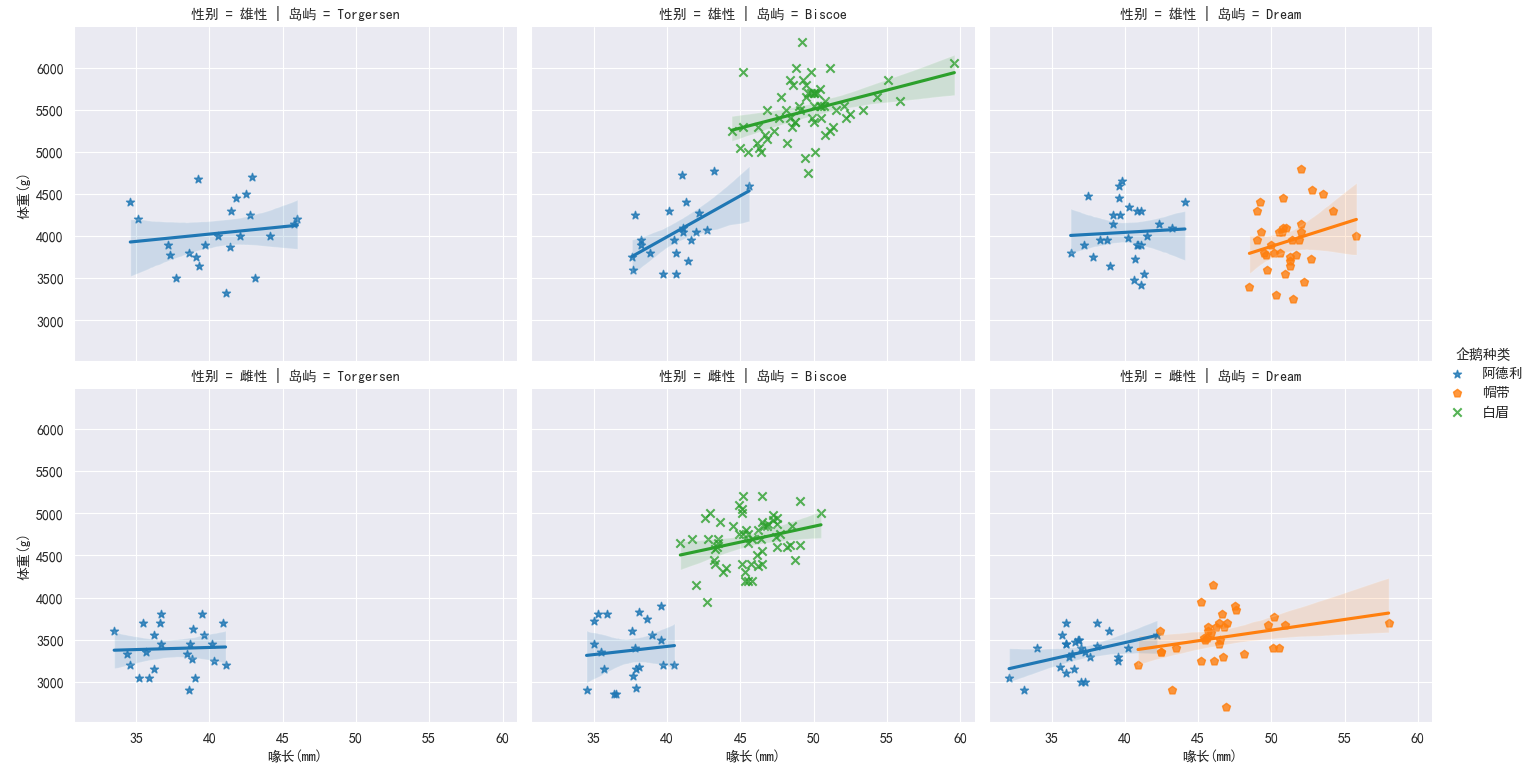 性别 = 雄性 | 岛屿 = Torgersen
性别 = 雄性 | 岛屿 = Biscoe
性别 = 雄性 | 岛屿 = Dream
6000
5500
5000
4500
4000
3500
3000
体重(g)
性别 = 雌性 | 岛屿 = Torgersen
性别 = 雌性 | 岛屿 = Biscoe
性别 = 雌性 | 岛屿 = Dream
企鹅种类
阿德利
帽带
白眉
6000
5500
5000
4500
4000
3500
3000
体重(g)
35 40 45 50 55 60
35 40 45 50 55 60
35 40 45 50 55 60
喙长(mm)
喙长(mm)
喙长(mm)